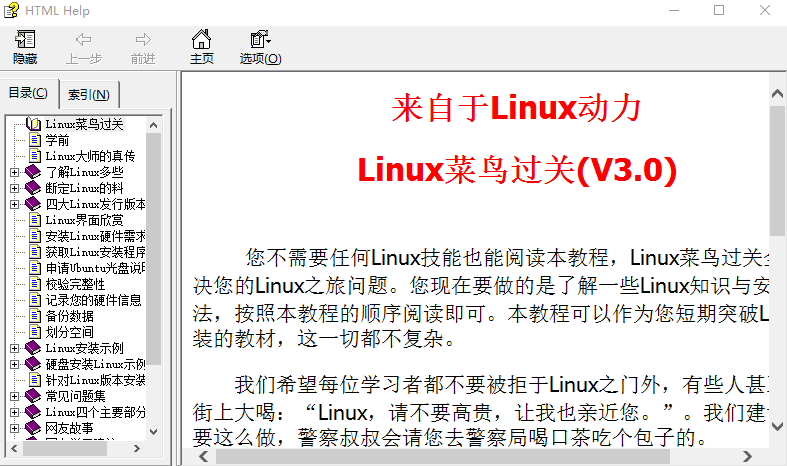 HTML Help
隐藏 上一步 前进 主页 选项(O)
目录(C) 索引(N)
Linux菜鸟过关
学前
Linux大师的真传
了解Linux多些
断定Linux的料
四大Linux发行版本
Linux界面欣赏
安装Linux硬件需求
获取Linux安装程序
申请Ubuntu光盘说明
校验完整性
记录您的硬件信息
备份数据
划分空间
Linux安装示例
硬盘安装Linux示例
针对Linux版本安装
常见问题集
Linux四个主要部分
网友故事
来自于Linux动力
Linux菜鸟过关(V3.0)
您不需要任何Linux技能也能阅读本教程，Linux菜鸟过关
决您的Linux之旅问题。您现在要做的是了解一些Linux知识与安
法，按照本教程的顺序阅读即可。本教程可以作为您短期突破L
装的教材，这一切都不复杂。
我们希望每位学习者都不要被拒于Linux之门外，有些人甚
街上大喝：“Linux，请不要高贵，让我也亲近您。”。我们建
要这么做，警察叔叔会请您去警察局喝口茶吃个包子的。